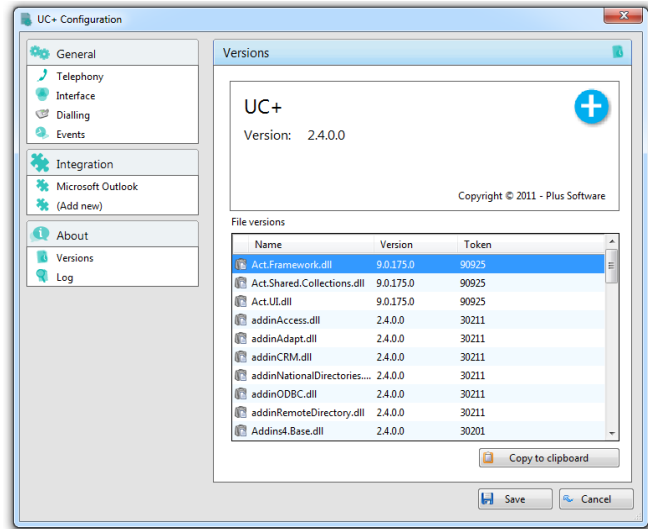 UC+ Configuration
General
Telephony
Interface
Dialling
Events
Integration
Microsoft Outlook
(Add new)
About
Versions
Log
Versions
UC+
Version: 2.4.0.0
Copyright © 2011 - Plus Software
File versions
Name Version Token
Act.Framework.dll 9.0.175.0 90925
Act.Shared.Collections.dll 9.0.175.0 90925
Act.UI.dll 9.0.175.0 90925
addinAccess.dll 2.4.0.0 30211
addinAdapt.dll 2.4.0.0 30211
addinCRM.dll 2.4.0.0 30211
addinNationalDirectories.... 2.4.0.0 30211
addinODBC.dll 2.4.0.0 30211
addinRemoteDirectory.dll 2.4.0.0 30211
Addins4.Base.dll 2.4.0.0 30201
Copy to clipboard
Save Cancel